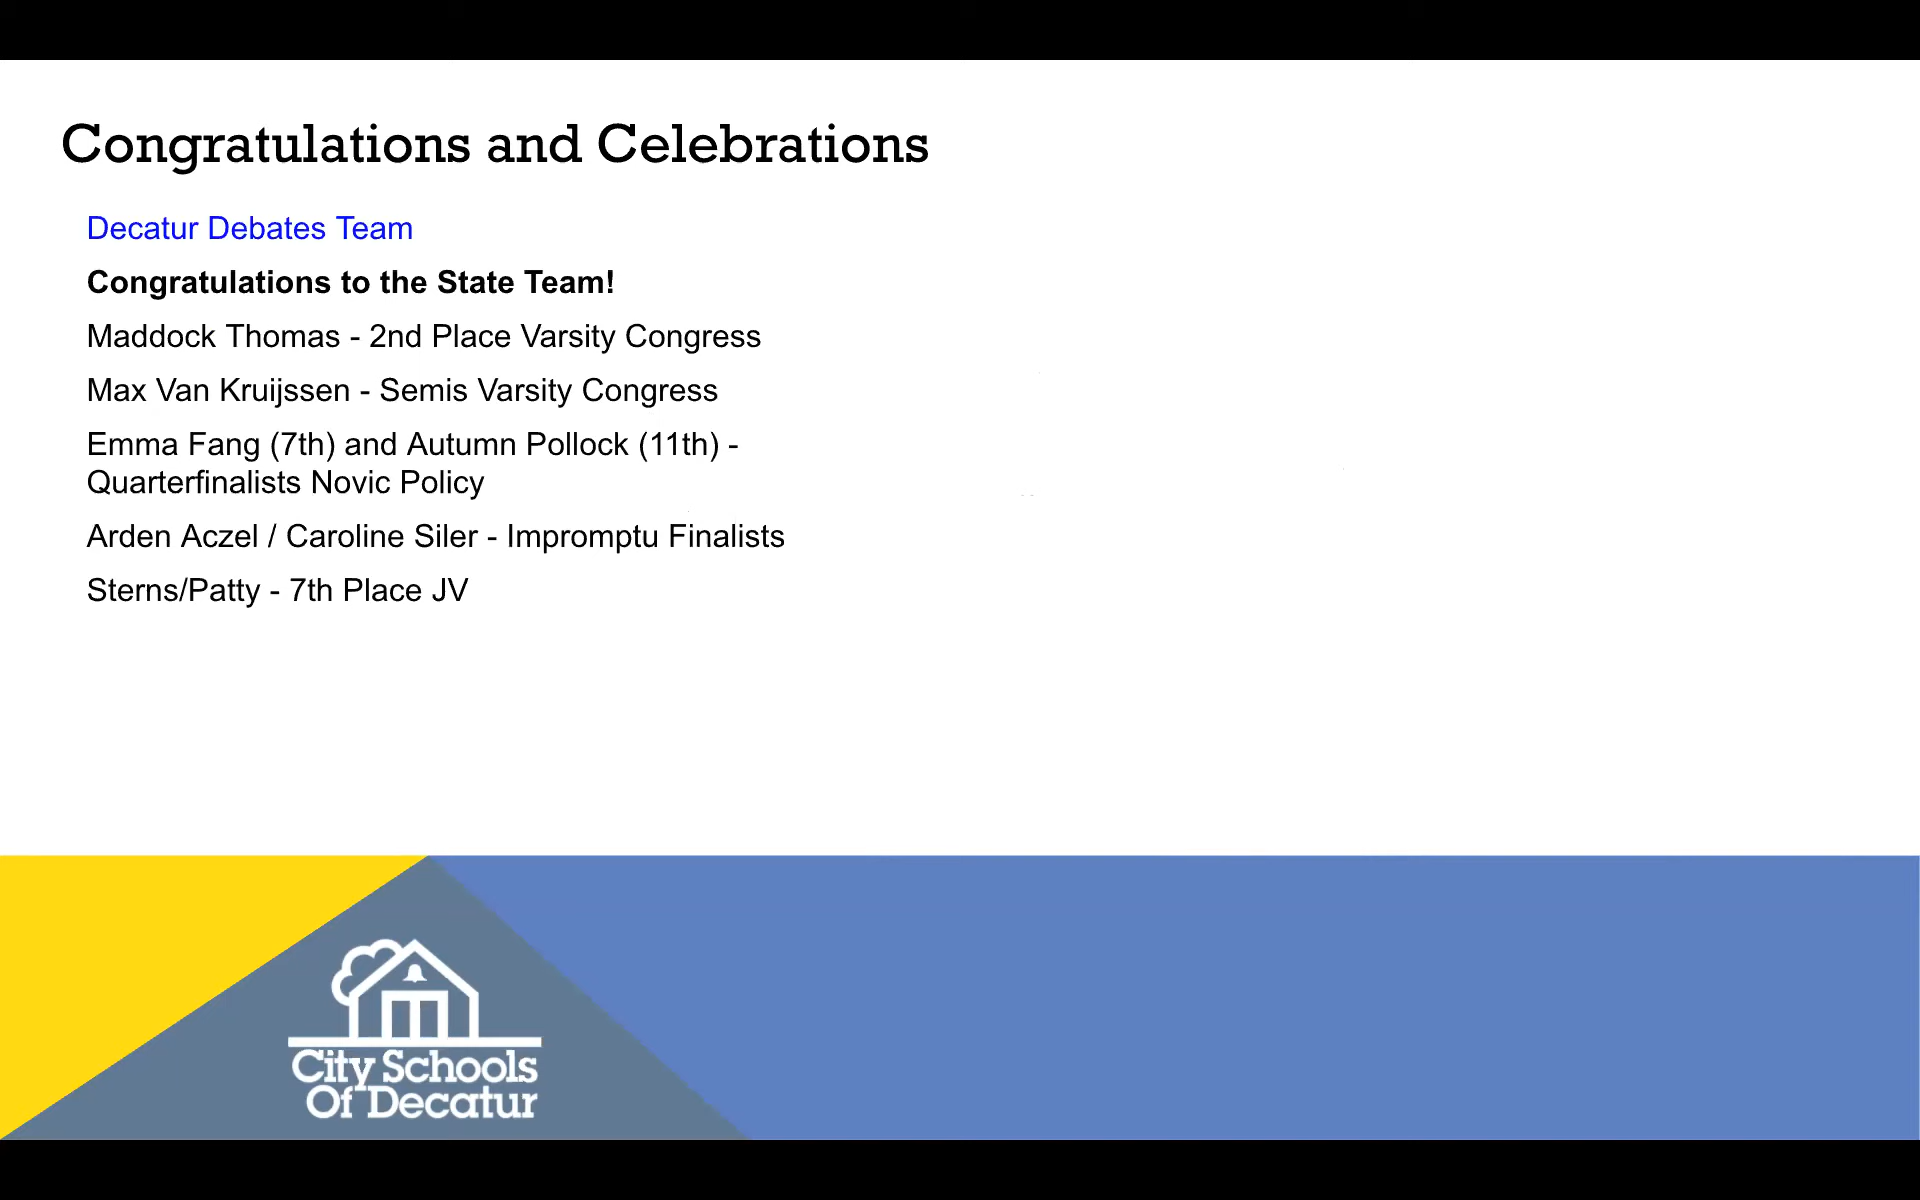 Congratulations and Celebrations
Decatur Debates Team
Congratulations to the State Team!
Maddock Thomas - 2nd Place Varsity Congress
Max Van Kruijssen - Semis Varsity Congress
Emma Fang (7th) and Autumn Pollock (11th) -
Quarterfinalists Novic Policy
Arden Aczel / Caroline Siler - Impromptu Finalists
Sterns/Patty - 7th Place JV
City Schools
Of Decatur